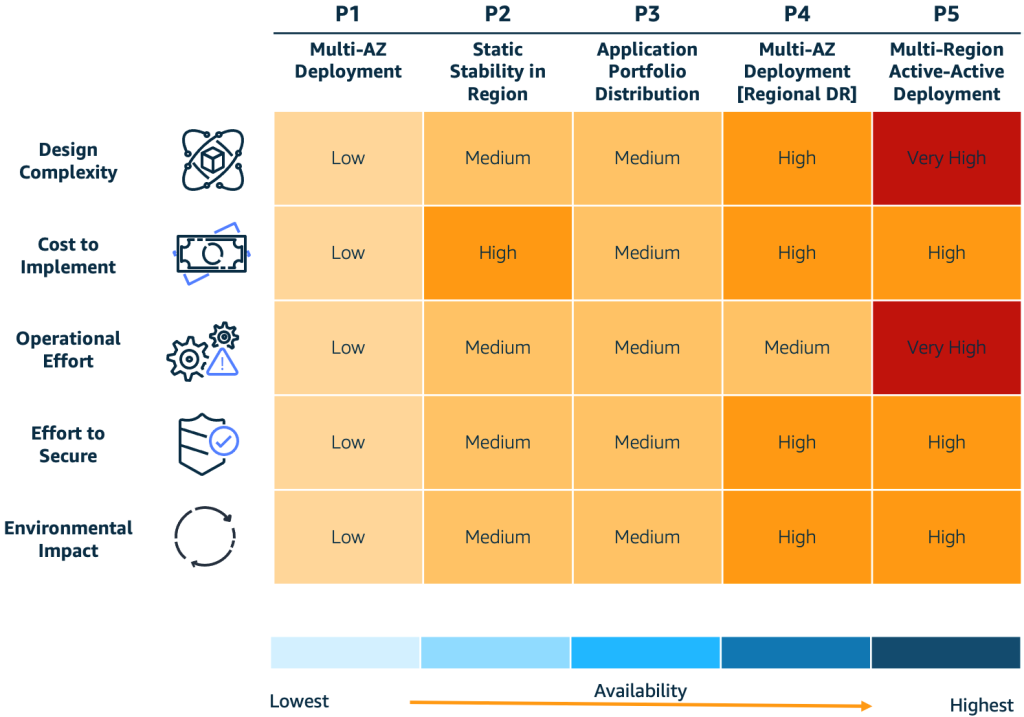 P1 P2 P3 P4 P5
Multi-AZ Static Application Multi-AZ Multi-Region
Deployment Stability in Portfolio Deployment Active-Active
Region Distribution [Regional DR] Deployment
Design
Complexity
Low Medium Medium High Very High
Cost to
Implement
Low High Medium High High
Operational
Effort
Low Medium Medium Medium Very High
Effort to
Secure
Low Medium Medium High High
Environmental
Impact
Low Medium Medium High High
Lowest Availability Highest